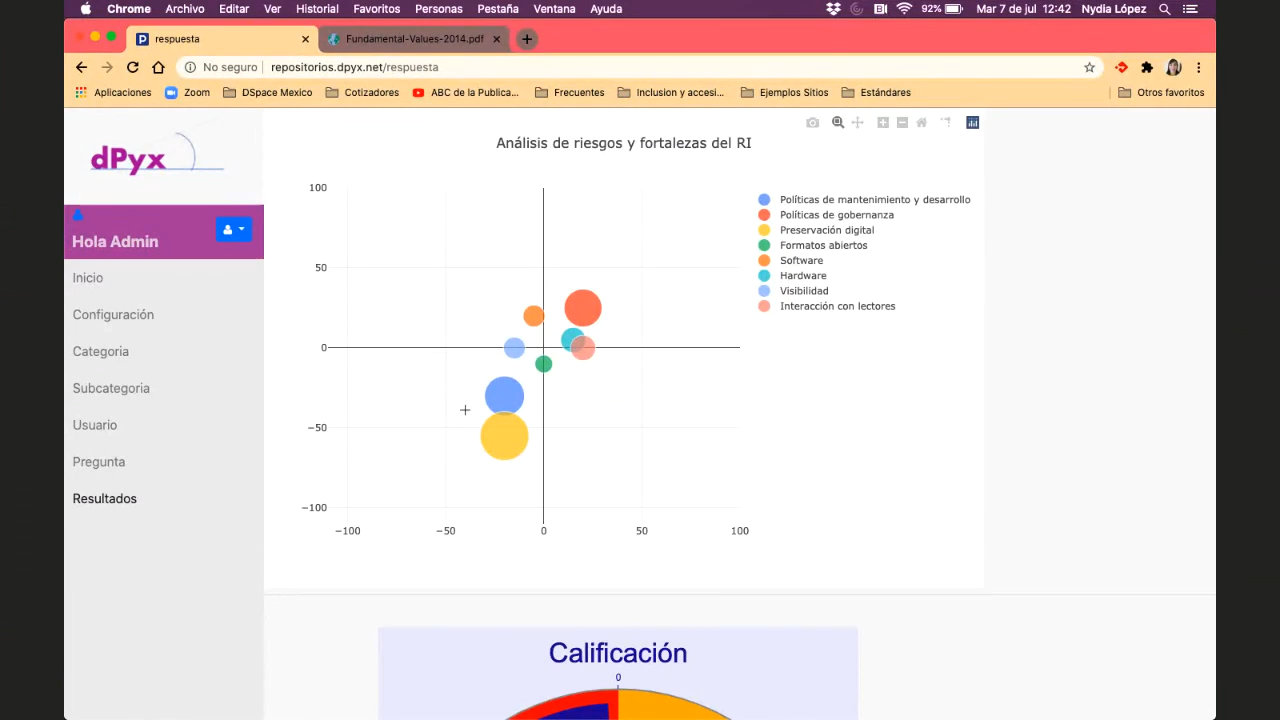 Chrome Archivo Editar Ver Historial Favoritos Personas Pestaña Ventana Ayuda 92% Mar 7 de jul 12:42 Nydia López
respuesta
Fundamental-Values-2014.pdf
No seguro repositorios.dpyx.net/respuesta
Aplicaciones Zoom DSpace Mexico Cotizadores ABC de la Publica... Frecuentes Inclusion y accesi... Ejemplos Sitios Estándares Otros favoritos
dPyx
Hola Admin
Inicio
Configuración
Categoria
Subcategoria
Usuario
Pregunta
Resultados
Análisis de riesgos y fortalezas del RI
100
50
0
−50
−100
−100 −50 0 50 100
Políticas de mantenimiento y desarrollo
Políticas de gobernanza
Preservación digital
Formatos abiertos
Software
Hardware
Visibilidad
Interacción con lectores
Calificación
0